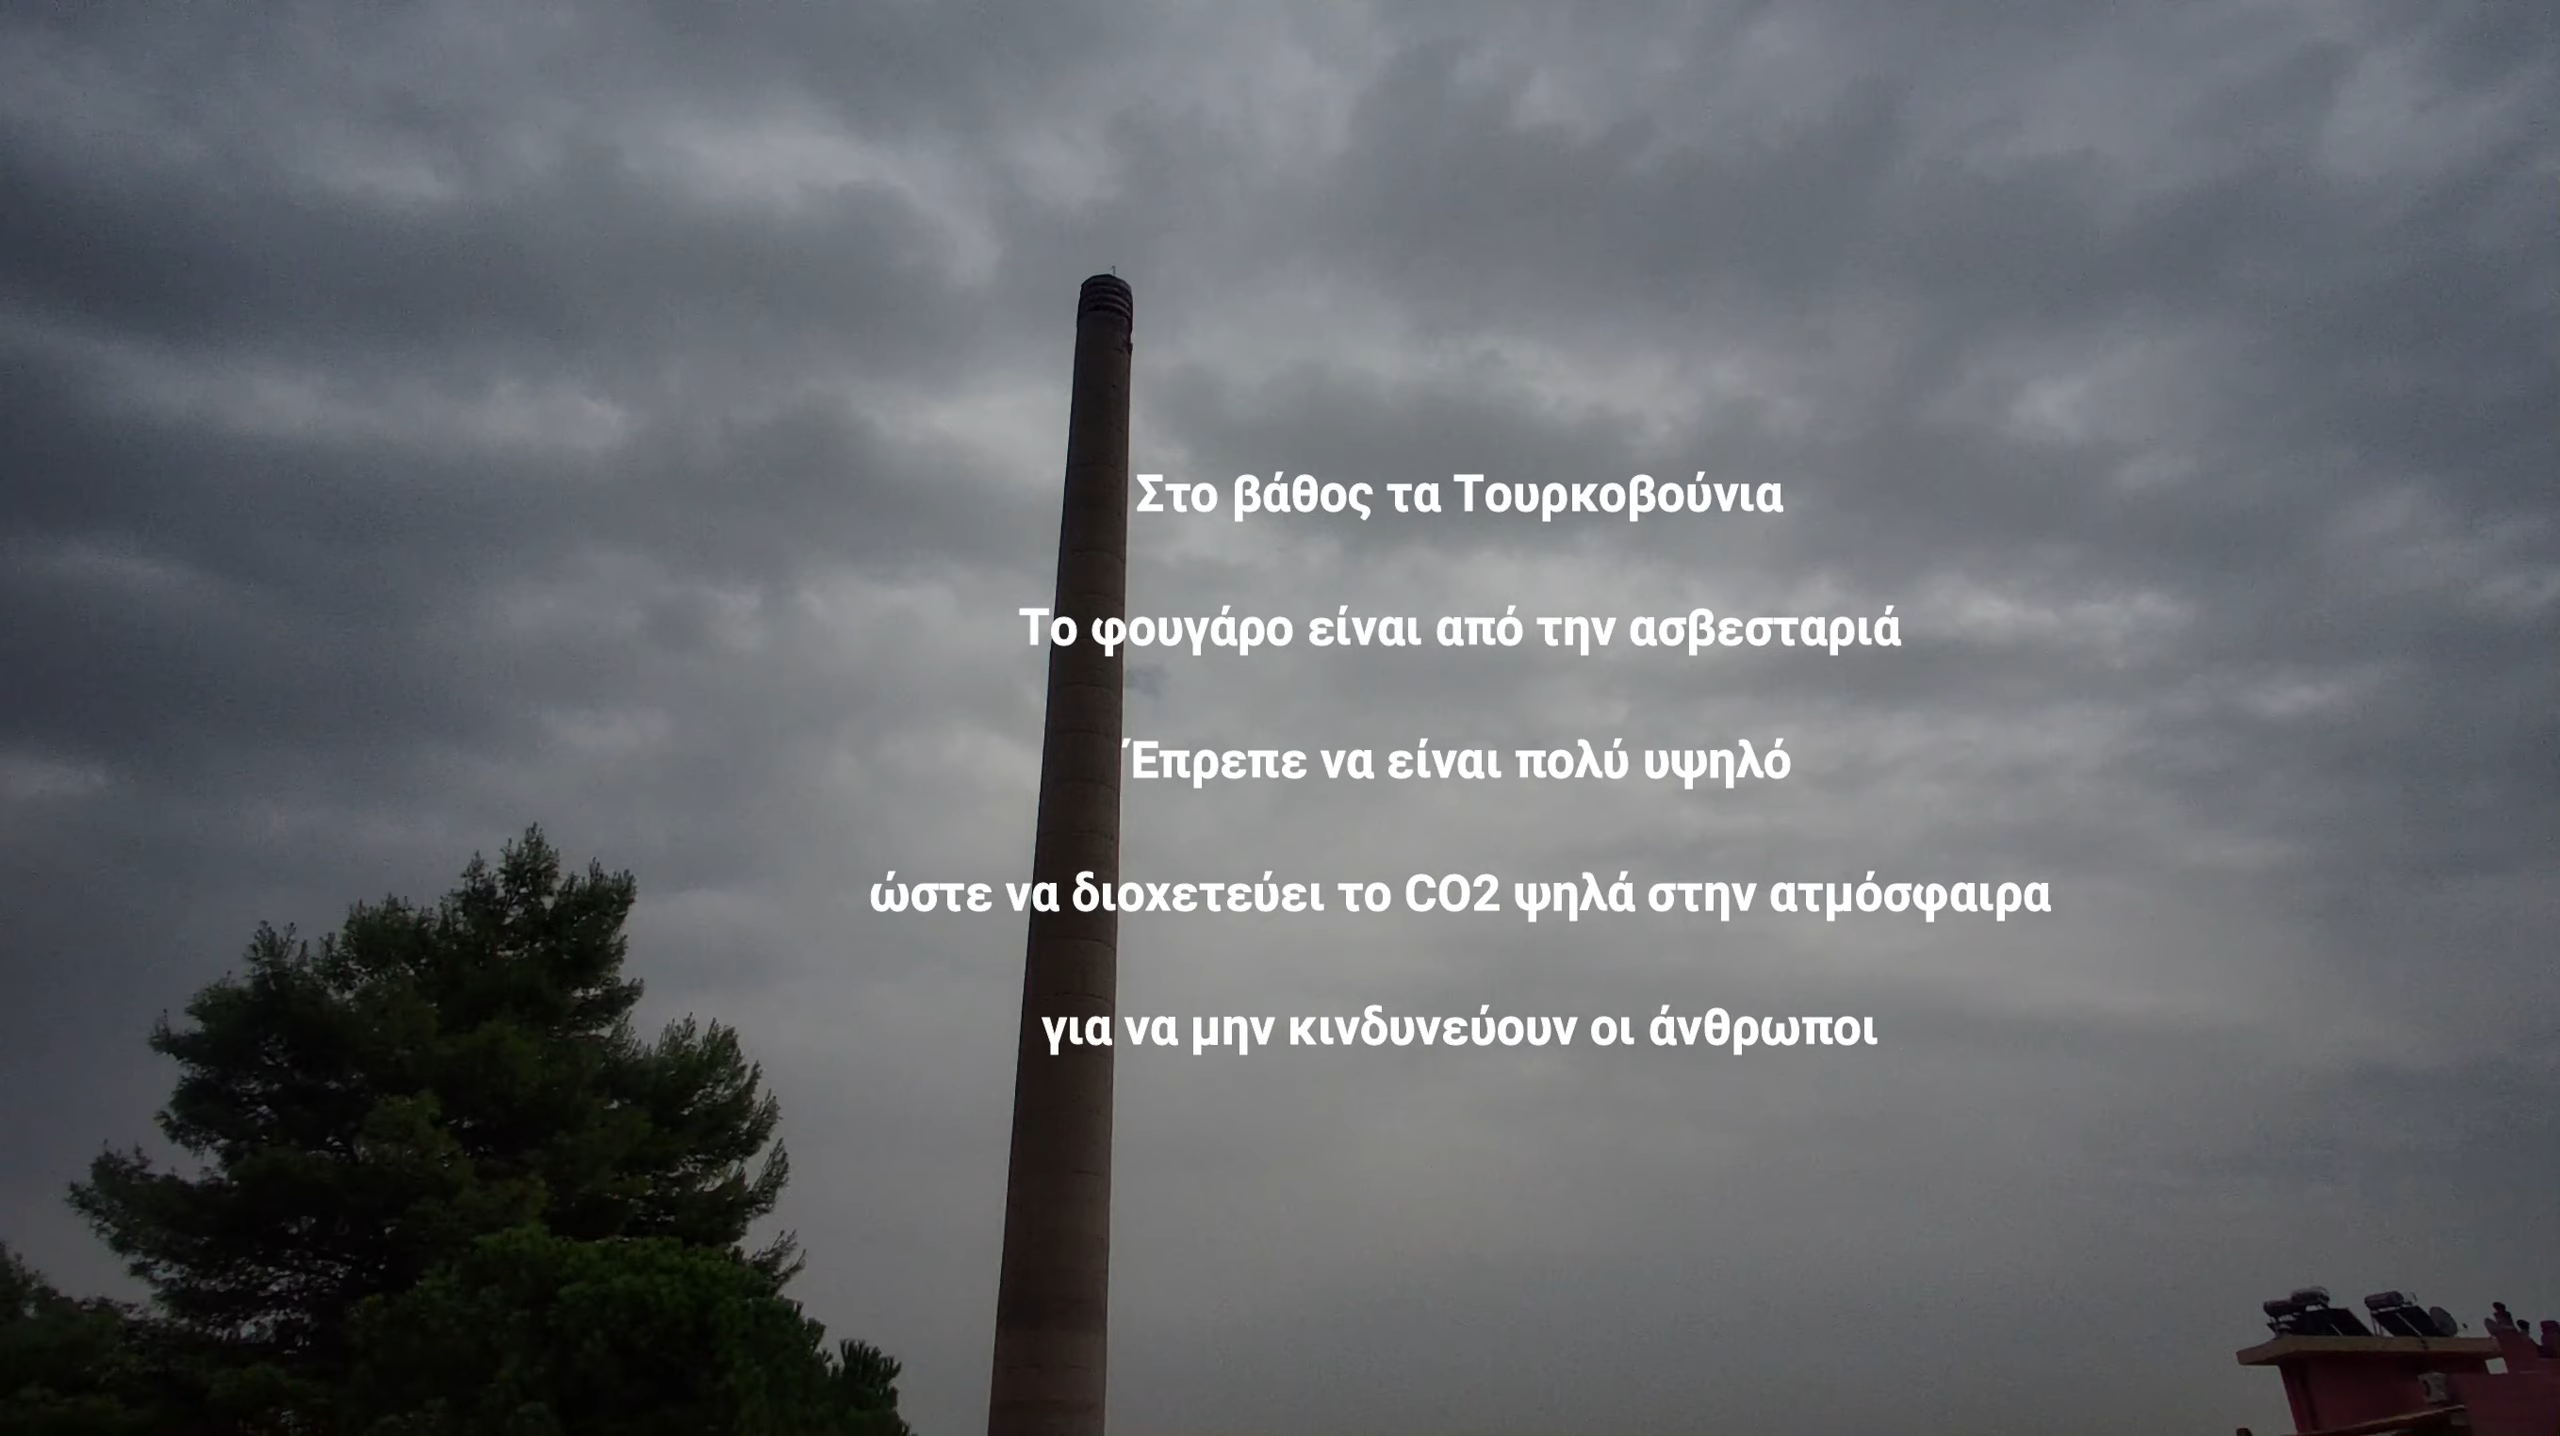 Στο βάθος τα Τουρκοβούνια
Το φουγάρο είναι από την ασβεσταριά
Έπρεπε να είναι πολύ υψηλό
ώστε να διοχετεύει το CO2 ψηλά στην ατμόσφαιρα
για να μην κινδυνεύουν οι άνθρωποι